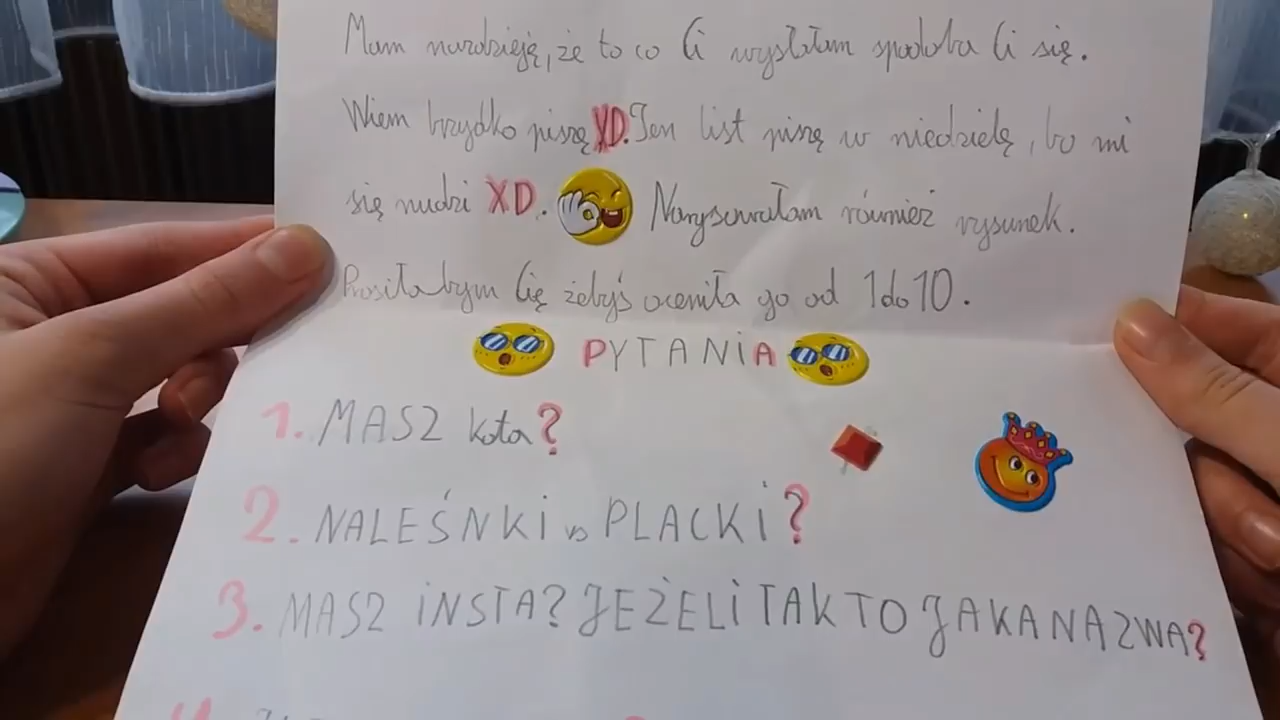 Mam nardzieję, że to co Ci wysłałam spodoba Ci się.
Wiem brzydko piszę XD. Ten list piszę w niedzielę, bo mi
się nudzi XD. Narysowałam również rysunek.
Prosiłabym Cię żebyś oceniła go od 1 do 10.
PYTANiA
1. MASZ kota?
2. NALEŚNKi vs PLACKi?
3. MASZ iNSTA? JEŻELi TAK TO JAKA NAZWA?
4.